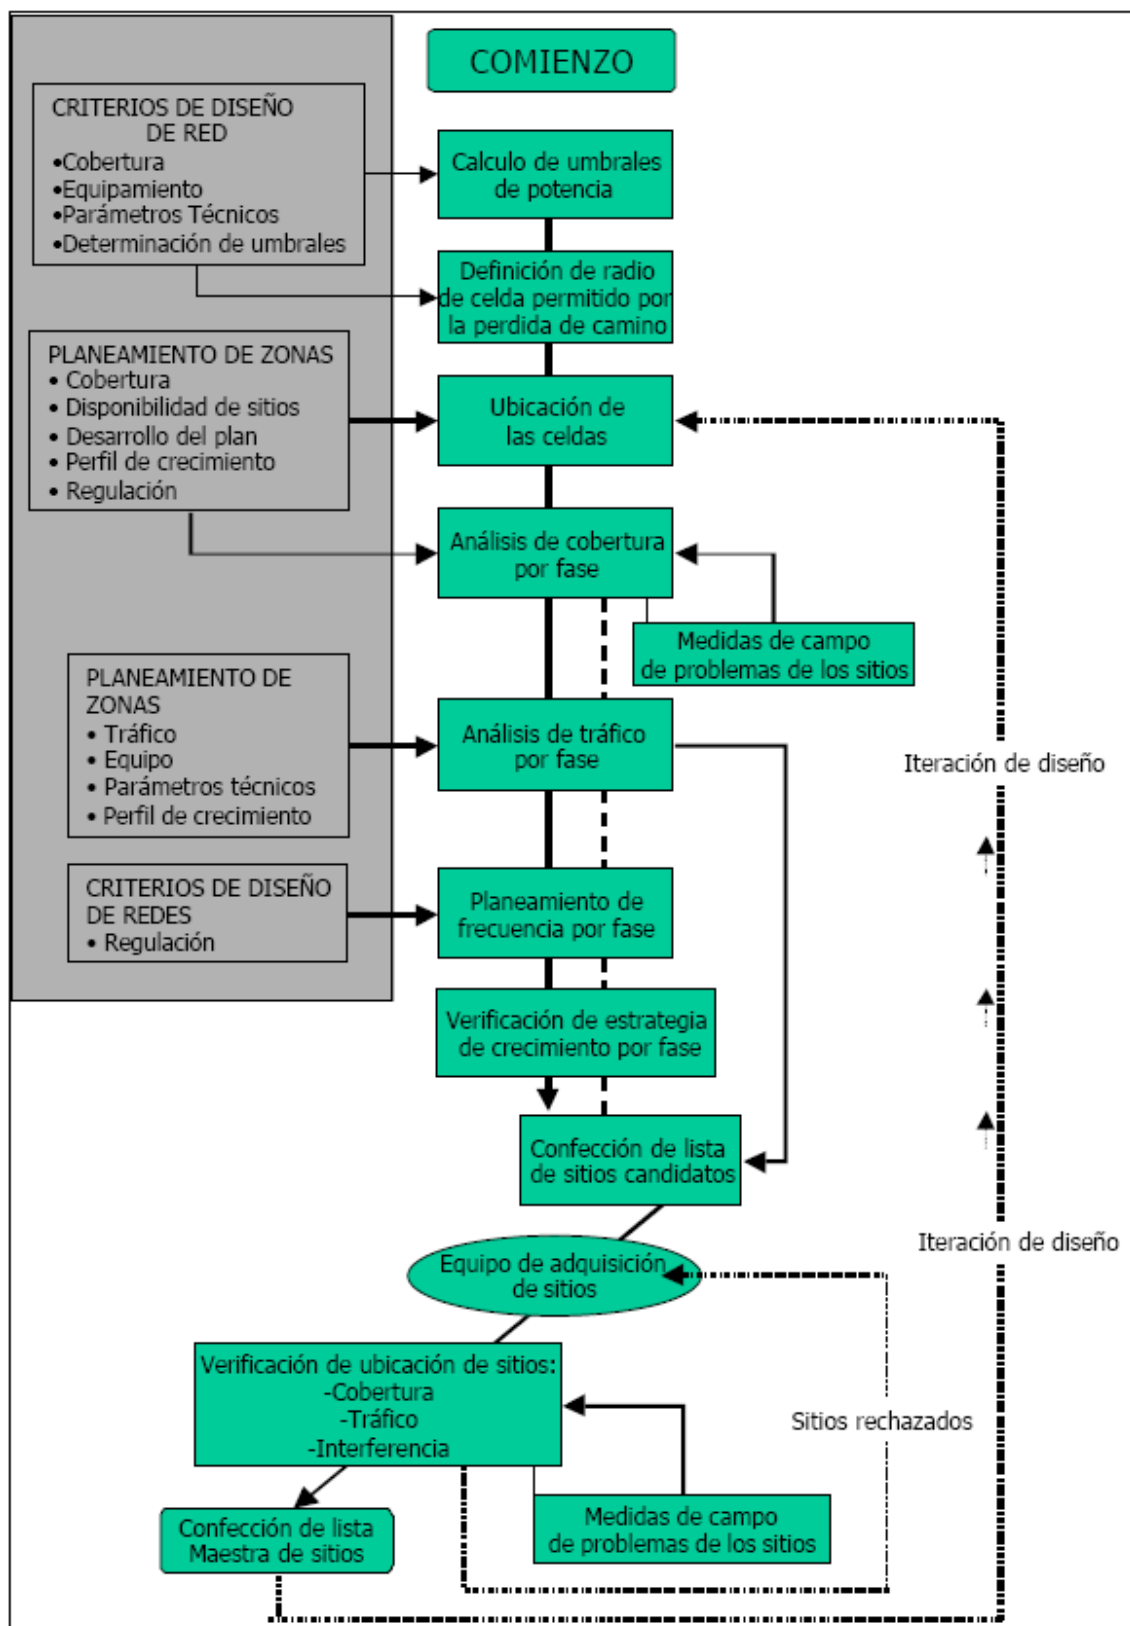 COMIENZO
CRITERIOS DE DISEÑO
DE RED
•Cobertura
•Equipamiento
•Parámetros Técnicos
•Determinación de umbrales
Calculo de umbrales
de potencia
Definición de radio
de celda permitido por
la perdida de camino
PLANEAMIENTO DE ZONAS
• Cobertura
• Disponibilidad de sitios
• Desarrollo del plan
• Perfil de crecimiento
• Regulación
Ubicación de
las celdas
Análisis de cobertura
por fase
Medidas de campo
de problemas de los sitios
PLANEAMIENTO DE
ZONAS
• Tráfico
• Equipo
• Parámetros técnicos
• Perfil de crecimiento
Análisis de tráfico
por fase
Iteración de diseño
CRITERIOS DE DISEÑO
DE REDES
• Regulación
Planeamiento de
frecuencia por fase
Verificación de estrategia
de crecimiento por fase
Confección de lista
de sitios candidatos
Iteración de diseño
Equipo de adquisición
de sitios
Verificación de ubicación de sitios:
-Cobertura
-Tráfico
-Interferencia
Sitios rechazados
Medidas de campo
de problemas de los sitios
Confección de lista
Maestra de sitios